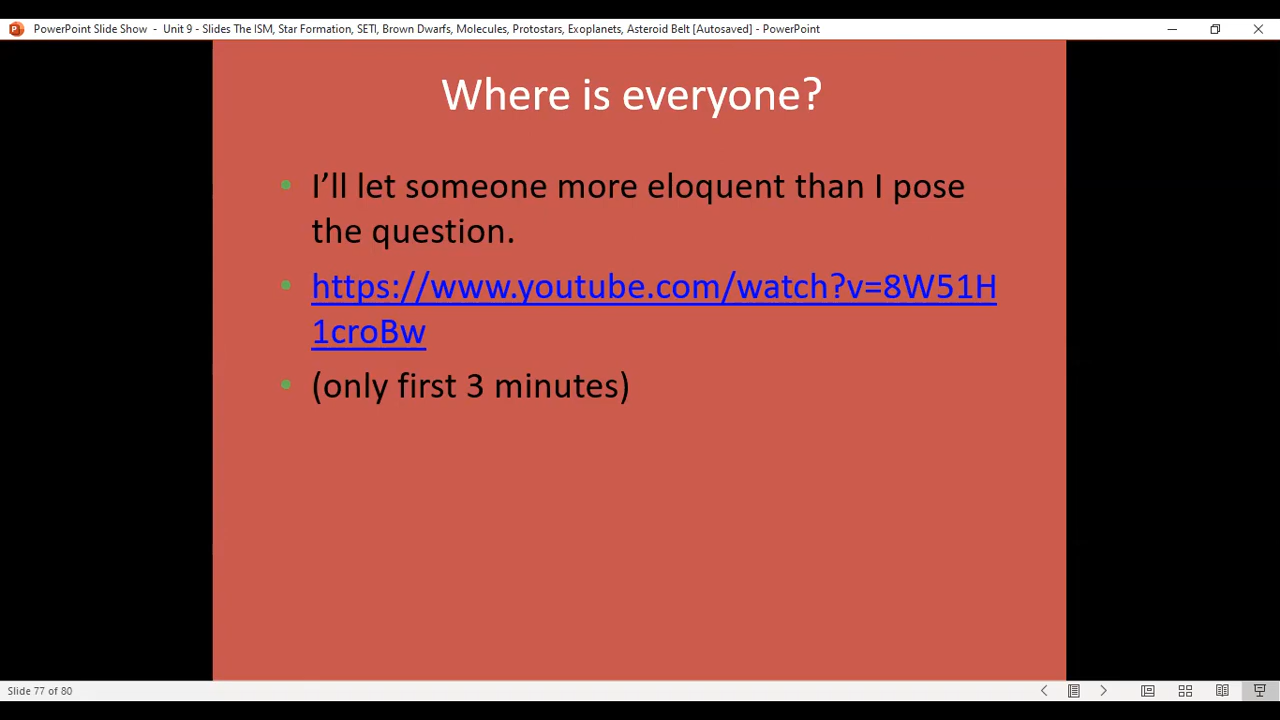 PowerPoint Slide Show - Unit 9 - Slides The ISM, Star Formation, SETI, Brown Dwarfs, Molecules, Protostars, Exoplanets, Asteroid Belt [Autosaved] - PowerPoint
Where is everyone?
• I’ll let someone more eloquent than I pose
the question.
• https://www.youtube.com/watch?v=8W51H
1croBw
• (only first 3 minutes)
Slide 77 of 80